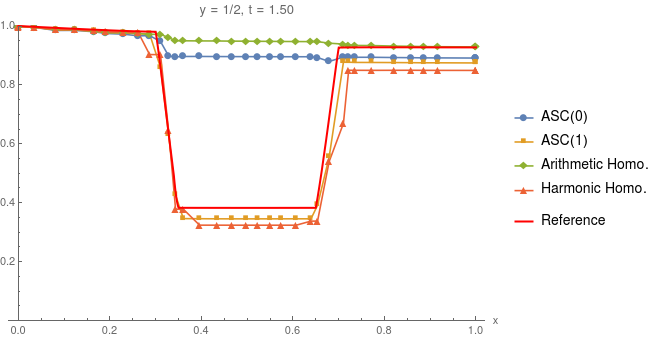 y = 1/2, t = 1.50
1.0
0.8
0.6
0.4
0.2
0.0
0.2
0.4
0.6
0.8
1.0
x
ASC(0)
ASC(1)
Arithmetic Homo.
Harmonic Homo.
Reference